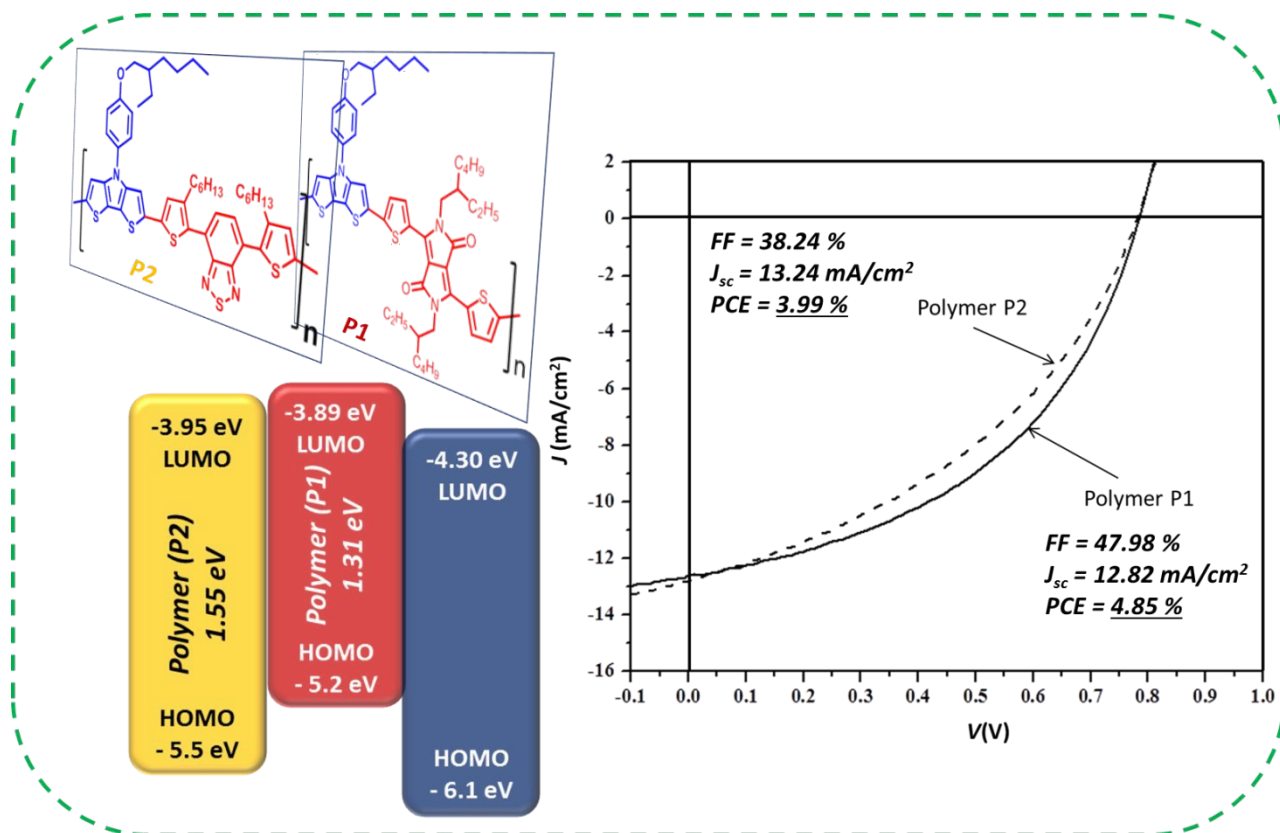 O
N
S
S
C6H13
S
C6H13
S
N
N
S
P2
n
O
N
S
S
C4H9
C2H5
S
N
O
O
N
S
C2H5
C4H9
P1
n
-3.95 eV
LUMO
Polymer (P2)
1.55 eV
HOMO
- 5.5 eV
-3.89 eV
LUMO
Polymer (P1)
1.31 eV
HOMO
- 5.2 eV
-4.30 eV
LUMO
HOMO
- 6.1 eV
J (mA/cm²)
2
0
-2
-4
-6
-8
-10
-12
-14
-16
FF = 38.24 %
Jsc = 13.24 mA/cm²
PCE = 3.99 %
Polymer P2
Polymer P1
FF = 47.98 %
Jsc = 12.82 mA/cm²
PCE = 4.85 %
-0.1 0.0 0.1 0.2 0.3 0.4 0.5 0.6 0.7 0.8 0.9 1.0
V(V)